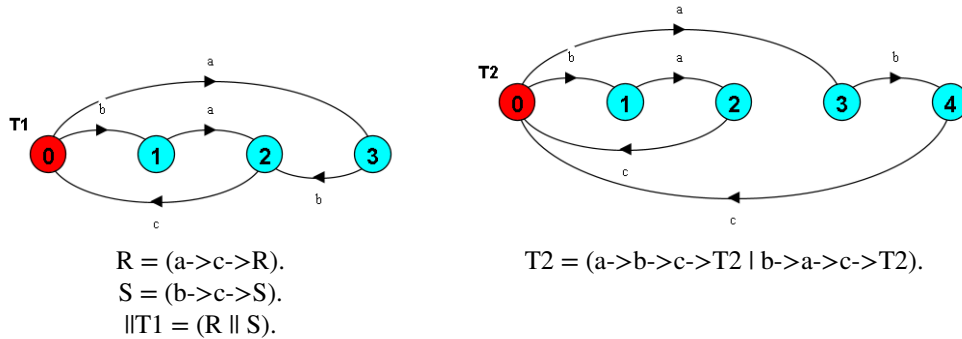 a
b
a
T1
0
1
2
3
b
c
R = (a->c->R).
S = (b->c->S).
||T1 = (R || S).
a
b
a
b
T2
0
1
2
3
4
c
c
T2 = (a->b->c->T2 | b->a->c->T2).